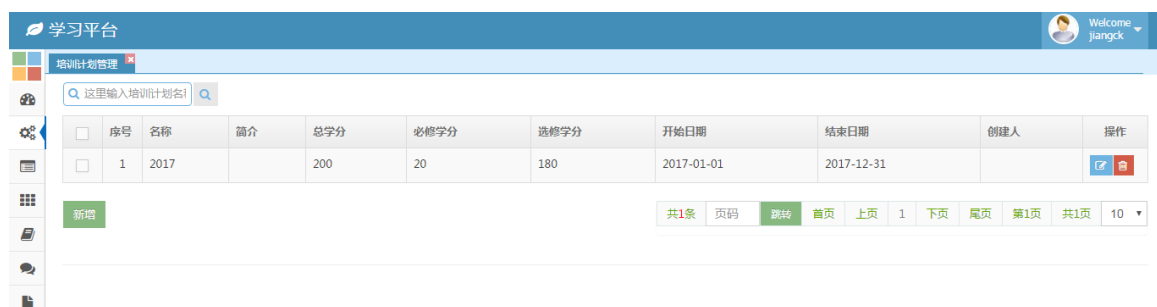 学习平台
Welcome
jiangck
培训计划管理
这里输入培训计划名称
序号 名称 简介 总学分 必修学分 选修学分 开始日期 结束日期 创建人 操作
1 2017 200 20 180 2017-01-01 2017-12-31
新增 共1条 页码 跳转 首页 上页 1 下页 尾页 第1页 共1页 10